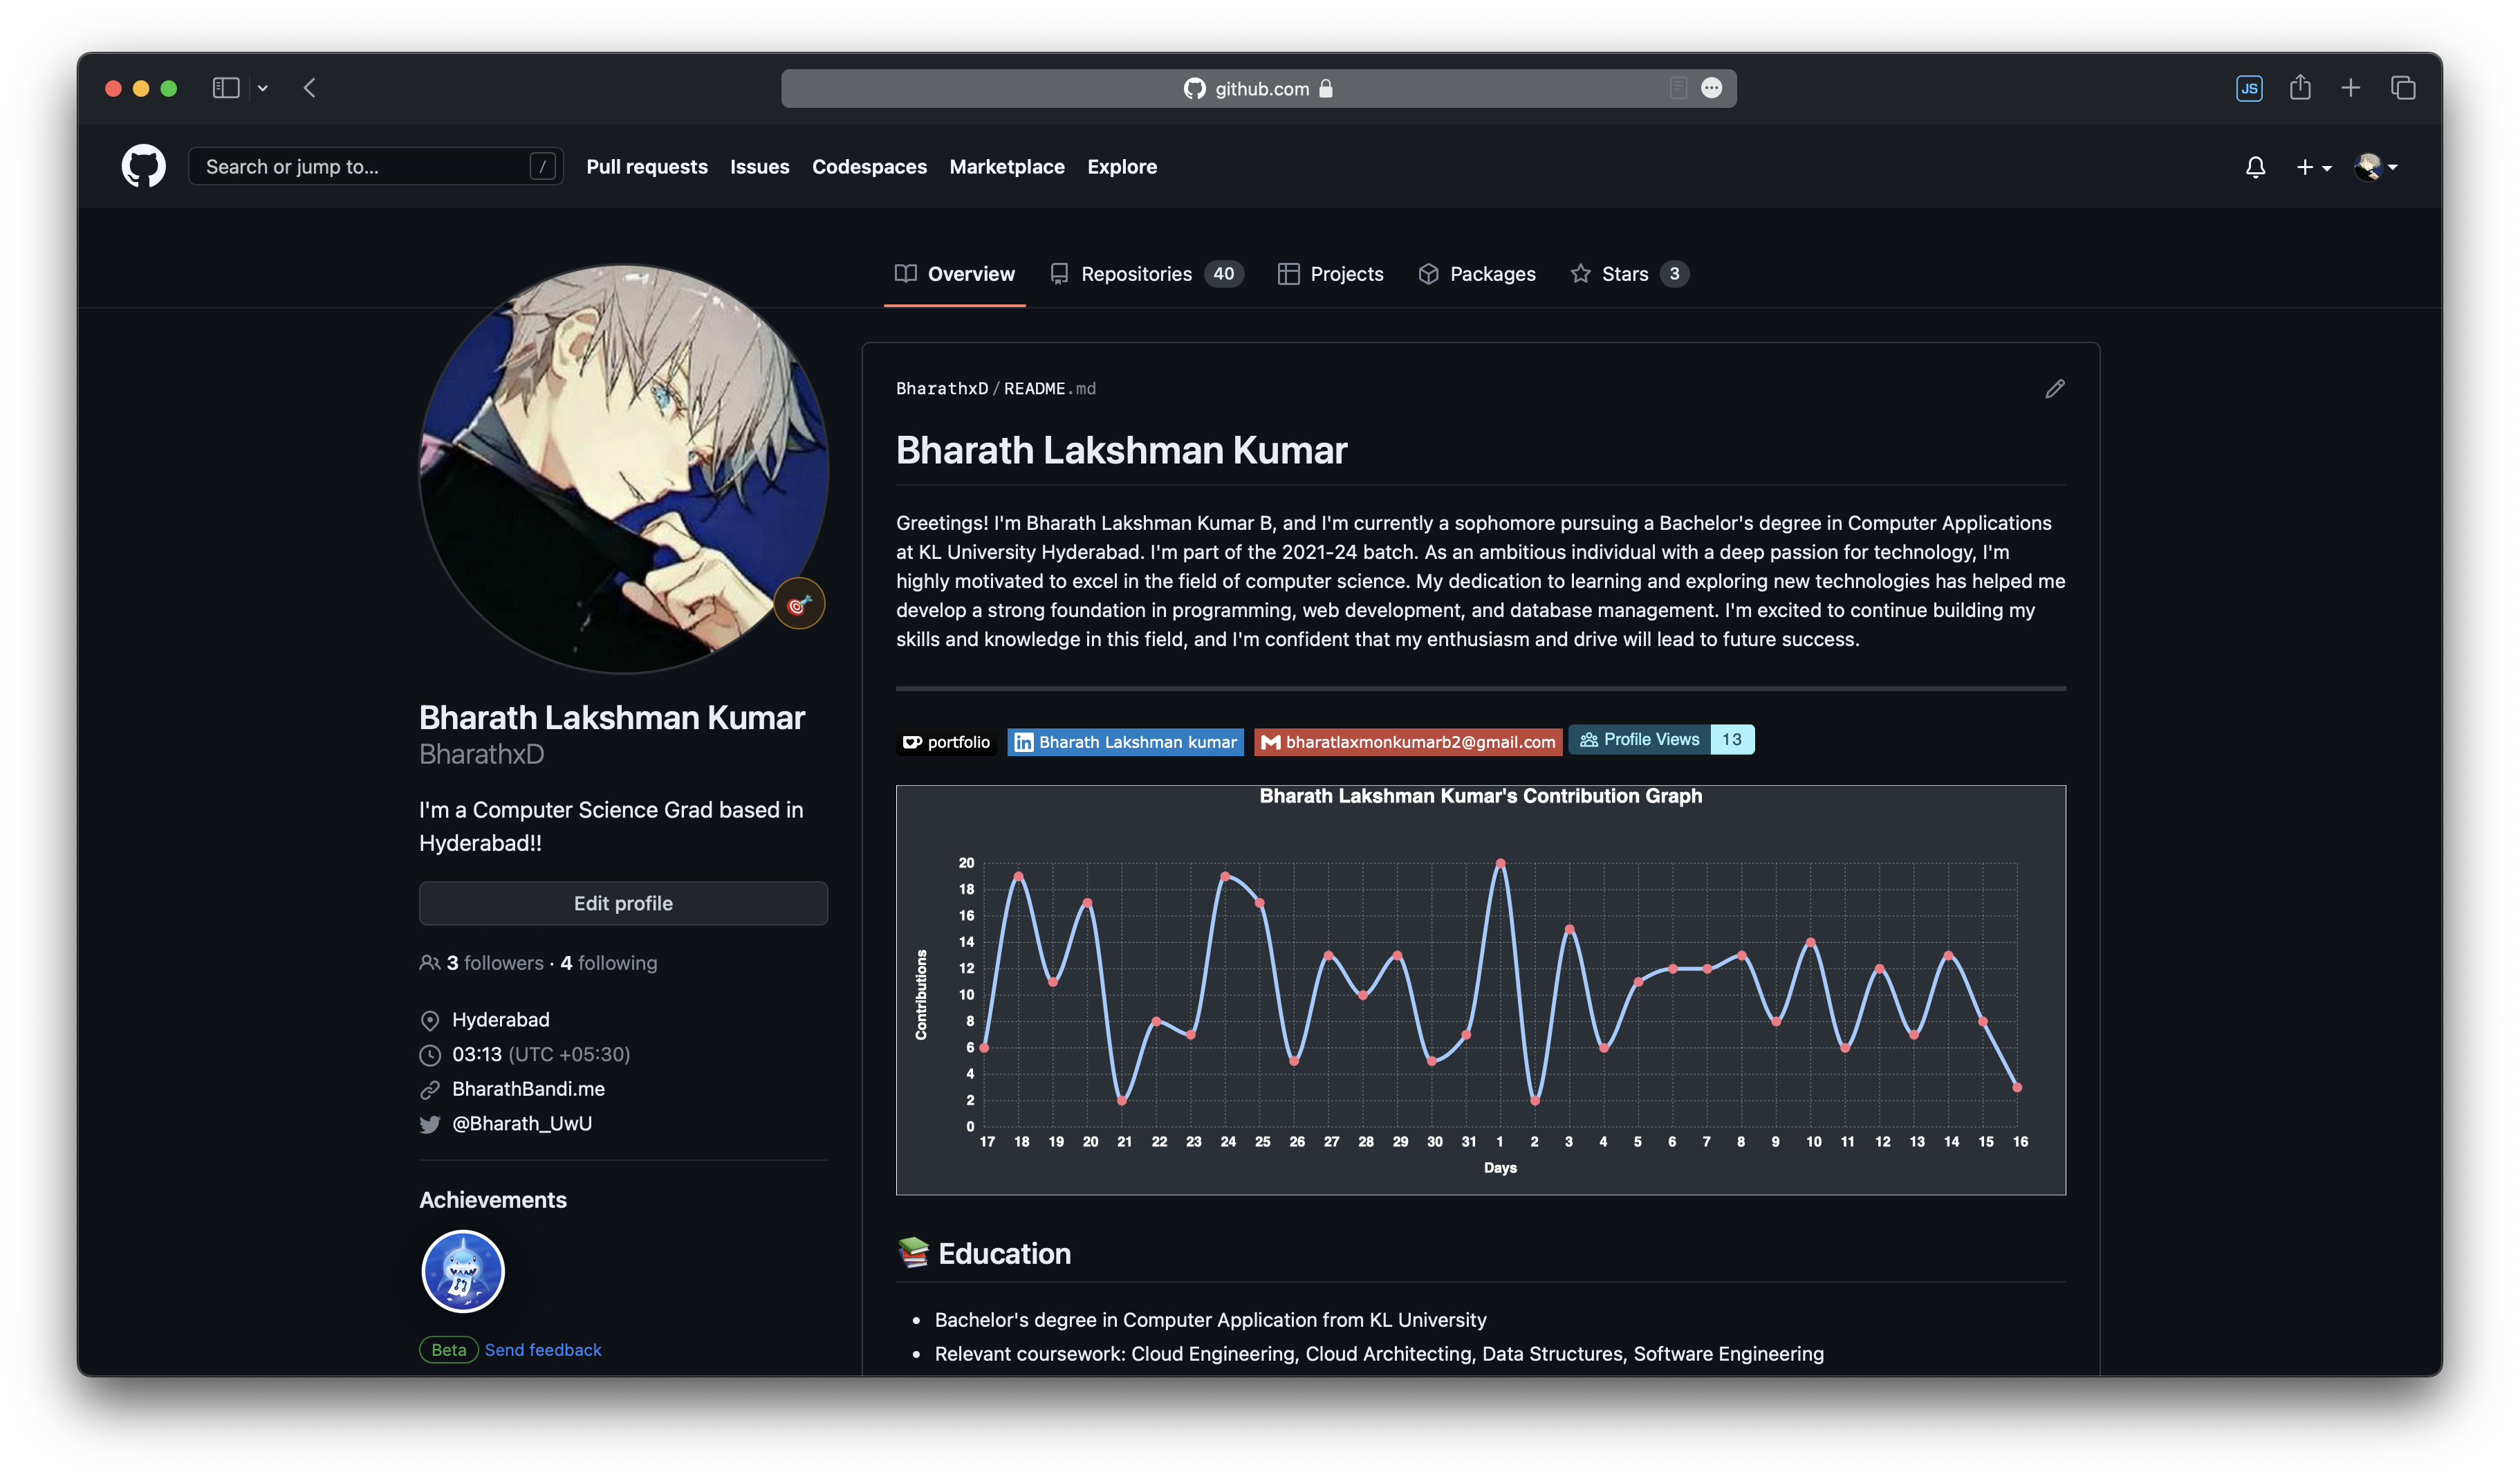 github.com
JS
Search or jump to... /
Pull requests Issues Codespaces Marketplace Explore
Overview Repositories 40 Projects Packages Stars 3
Bharath Lakshman Kumar
BharathxD
I'm a Computer Science Grad based in
Hyderabad!!
Edit profile
3 followers · 4 following
Hyderabad
03:13 (UTC +05:30)
BharathBandi.me
@Bharath_UwU
Achievements
Beta Send feedback
BharathxD / README.md
Bharath Lakshman Kumar
Greetings! I'm Bharath Lakshman Kumar B, and I'm currently a sophomore pursuing a Bachelor's degree in Computer Applications
at KL University Hyderabad. I'm part of the 2021-24 batch. As an ambitious individual with a deep passion for technology, I'm
highly motivated to excel in the field of computer science. My dedication to learning and exploring new technologies has helped me
develop a strong foundation in programming, web development, and database management. I'm excited to continue building my
skills and knowledge in this field, and I'm confident that my enthusiasm and drive will lead to future success.
portfolio in Bharath Lakshman kumar bharatlaxmonkumarb2@gmail.com Profile Views 13
Bharath Lakshman Kumar's Contribution Graph
Contributions
20
18
16
14
12
10
8
6
4
2
0
17 18 19 20 21 22 23 24 25 26 27 28 29 30 31 1 2 3 4 5 6 7 8 9 10 11 12 13 14 15 16
Days
Education
Bachelor's degree in Computer Application from KL University
Relevant coursework: Cloud Engineering, Cloud Architecting, Data Structures, Software Engineering